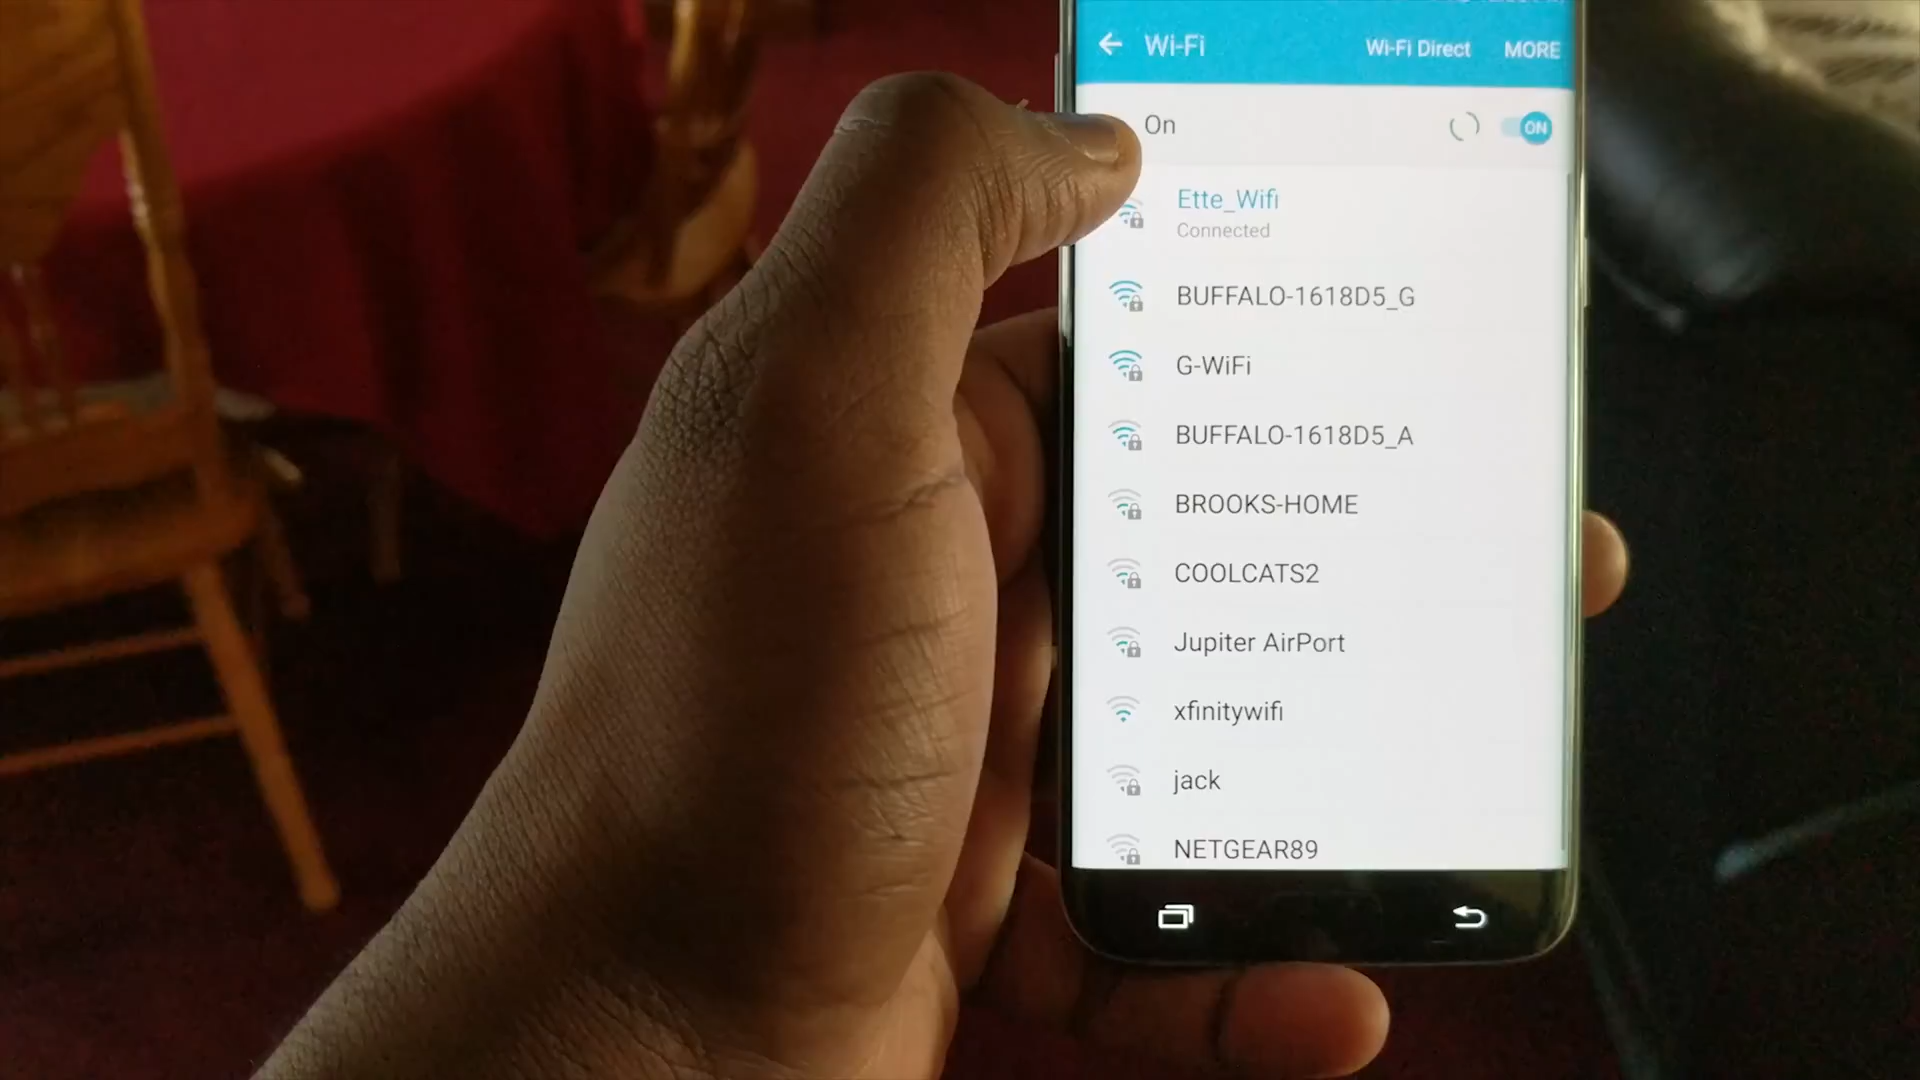 Wi-Fi Wi-Fi Direct MORE
On ON
Ette_Wifi
Connected
BUFFALO-1618D5_G
G-WiFi
BUFFALO-1618D5_A
BROOKS-HOME
COOLCATS2
Jupiter AirPort
xfinitywifi
jack
NETGEAR89